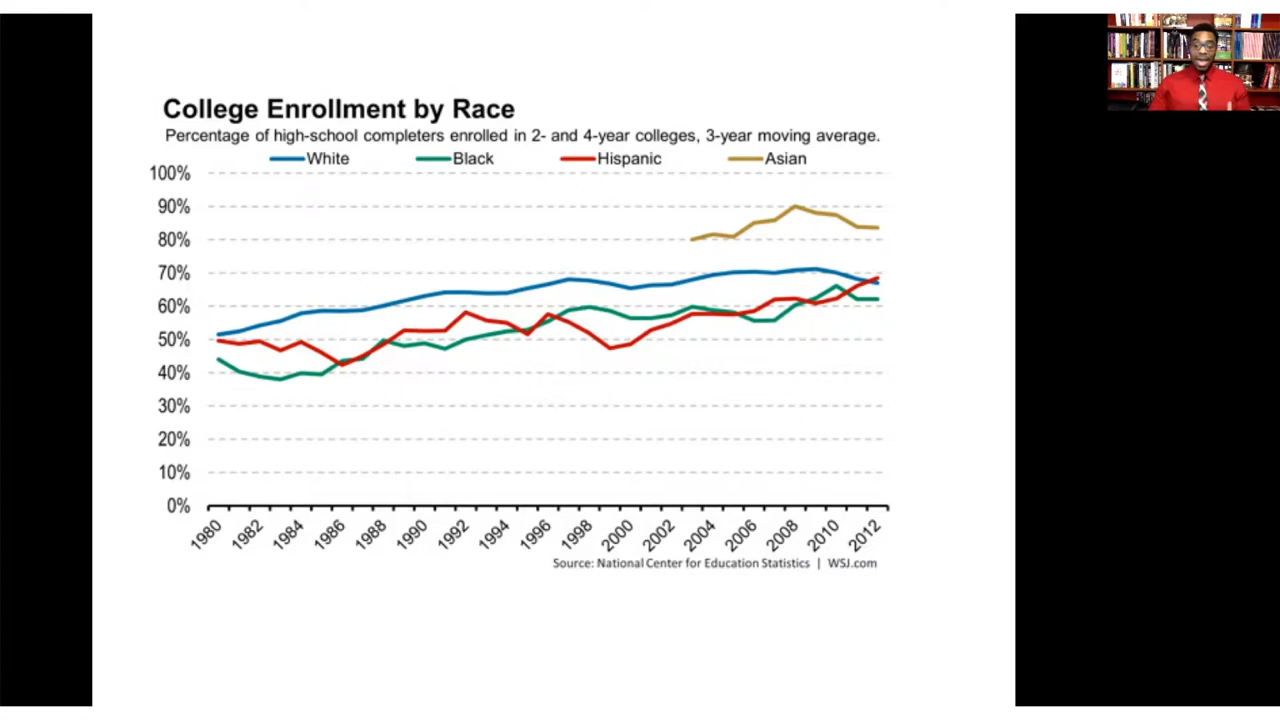 College Enrollment by Race
Percentage of high-school completers enrolled in 2- and 4-year colleges, 3-year moving average.
White Black Hispanic Asian
100%
90%
80%
70%
60%
50%
40%
30%
20%
10%
0%
1980 1982 1984 1986 1988 1990 1992 1994 1996 1998 2000 2002 2004 2006 2008 2010 2012
Source: National Center for Education Statistics | WSJ.com